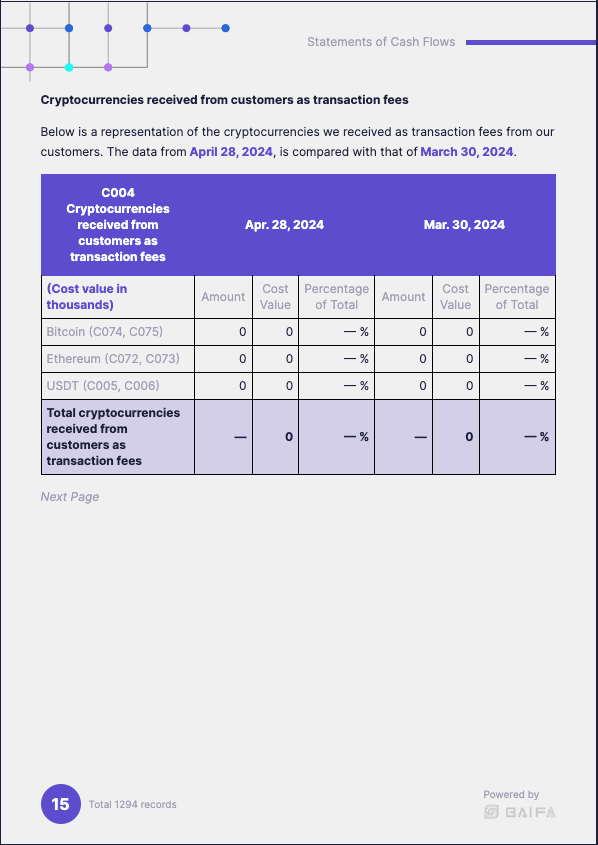 Statements of Cash Flows
Cryptocurrencies received from customers as transaction fees
Below is a representation of the cryptocurrencies we received as transaction fees from our
customers. The data from April 28, 2024, is compared with that of March 30, 2024.
C004
Cryptocurrencies
received from
customers as
transaction fees
Apr. 28, 2024
Mar. 30, 2024
(Cost value in
thousands)
Amount
Cost
Value
Percentage
of Total
Amount
Cost
Value
Percentage
of Total
Bitcoin (C074, C075) 0 0 — % 0 0 — %
Ethereum (C072, C073) 0 0 — % 0 0 — %
USDT (C005, C006) 0 0 — % 0 0 — %
Total cryptocurrencies
received from
customers as
transaction fees
— 0 — % — 0 — %
Next Page
15 Total 1294 records
Powered by
BAIFA